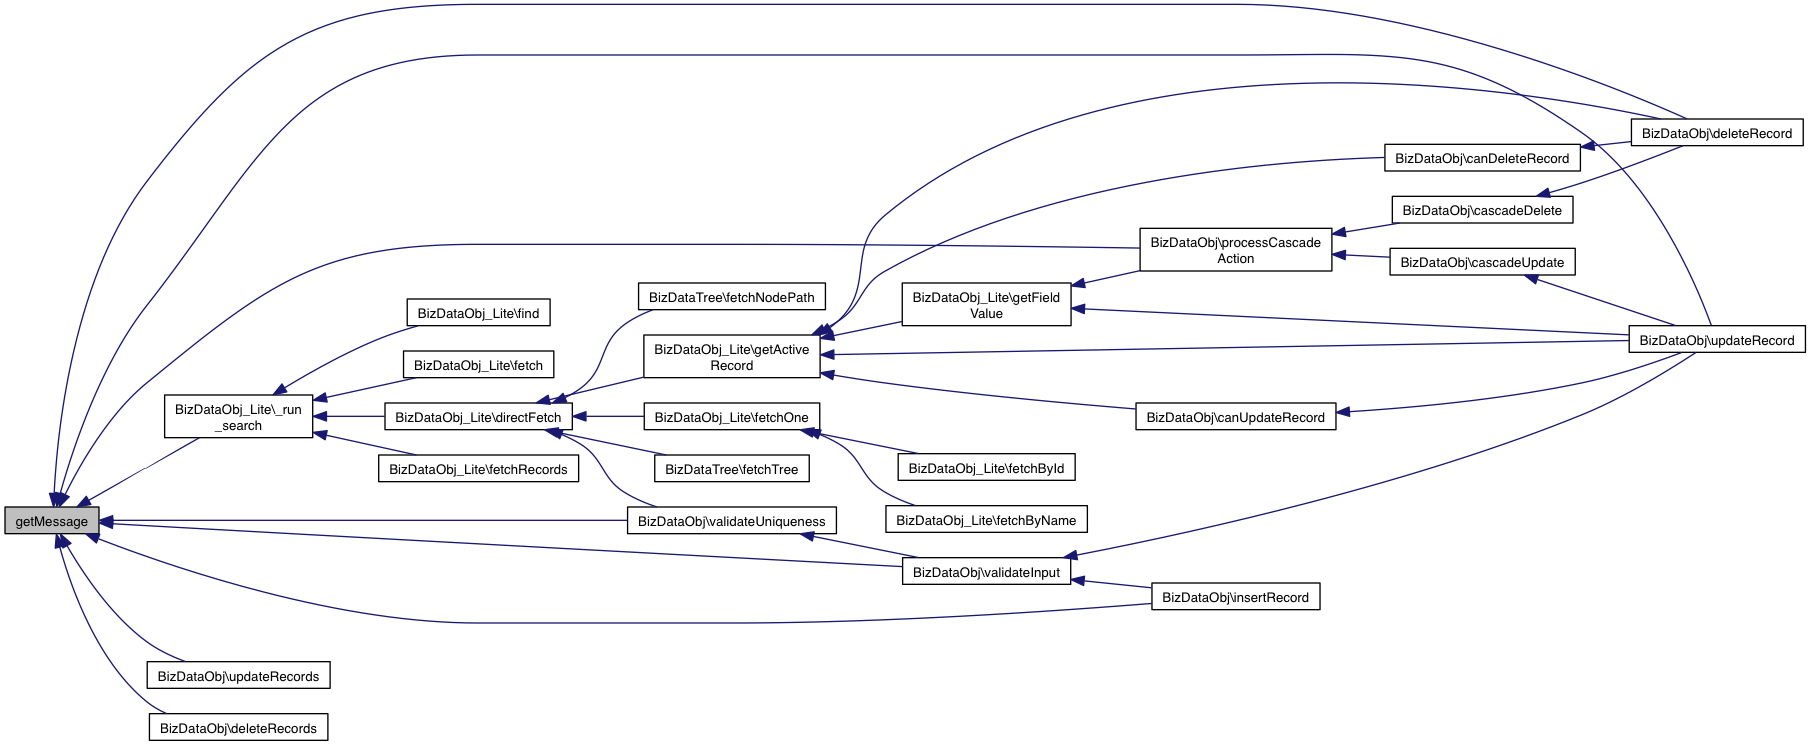 BizDataObj\deleteRecord
BizDataObj\canDeleteRecord
BizDataObj\cascadeDelete
BizDataObj\processCascade
Action
BizDataObj\cascadeUpdate
BizDataTree\fetchNodePath
BizDataObj_Lite\getField
Value
BizDataObj_Lite\find
BizDataObj\updateRecord
BizDataObj_Lite\getActive
Record
BizDataObj_Lite\fetch
BizDataObj_Lite\_run
_search
BizDataObj_Lite\directFetch
BizDataObj_Lite\fetchOne
BizDataObj\canUpdateRecord
BizDataObj_Lite\fetchRecords
BizDataTree\fetchTree
BizDataObj_Lite\fetchById
getMessage
BizDataObj\validateUniqueness
BizDataObj_Lite\fetchByName
BizDataObj\validateInput
BizDataObj\insertRecord
BizDataObj\updateRecords
BizDataObj\deleteRecords